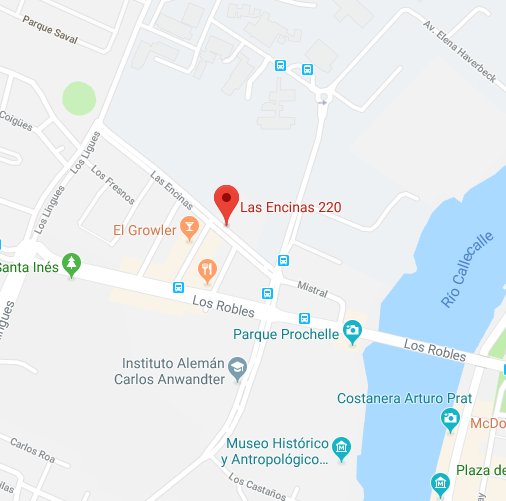 Parque Saval
Av. Elena Haverbeck
Coigües
Los Ligues
Los Fresnos
Las Encinas
Los Lingues
Las Encinas 220
El Growler
Santa Inés
Río Callecalle
Mistral
Los Robles
Parque Prochelle
Los Robles
Lingues
Instituto Alemán
Carlos Anwandter
Costanera Arturo Prat
McDo
Museo Histórico
y Antropológico...
Carlos Roa
Plaza de
Los Castaños